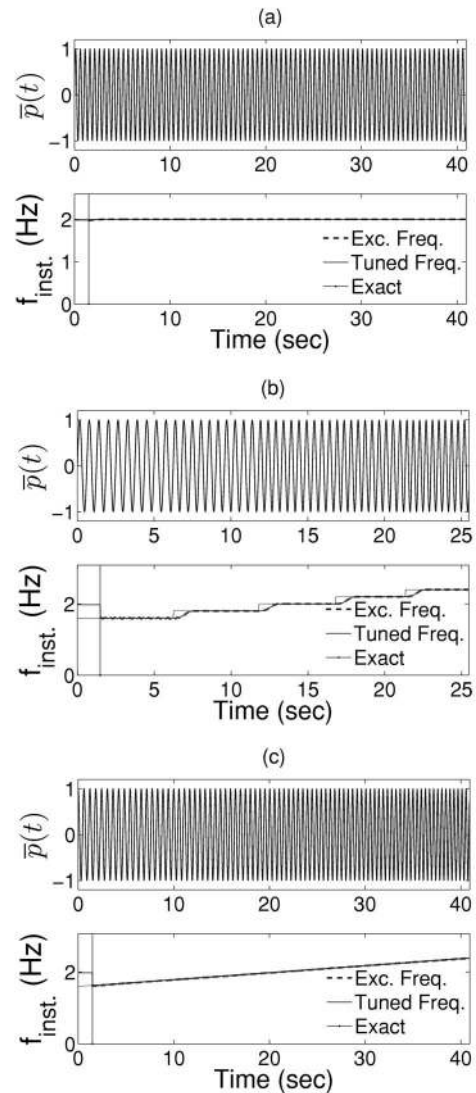 (a)
p̅(t)
1
0
−1
0 10 20 30 40
f_inst. (Hz)
2
1
0
Exc. Freq.
Tuned Freq.
Exact
0 10 20 30 40
Time (sec)
(b)
p̅(t)
1
0
−1
0 5 10 15 20 25
f_inst. (Hz)
2
0
Exc. Freq.
Tuned Freq.
Exact
0 5 10 15 20 25
Time (sec)
(c)
p̅(t)
1
0
−1
0 10 20 30 40
f_inst. (Hz)
2
0
Exc. Freq.
Tuned Freq.
Exact
0 10 20 30 40
Time (sec)